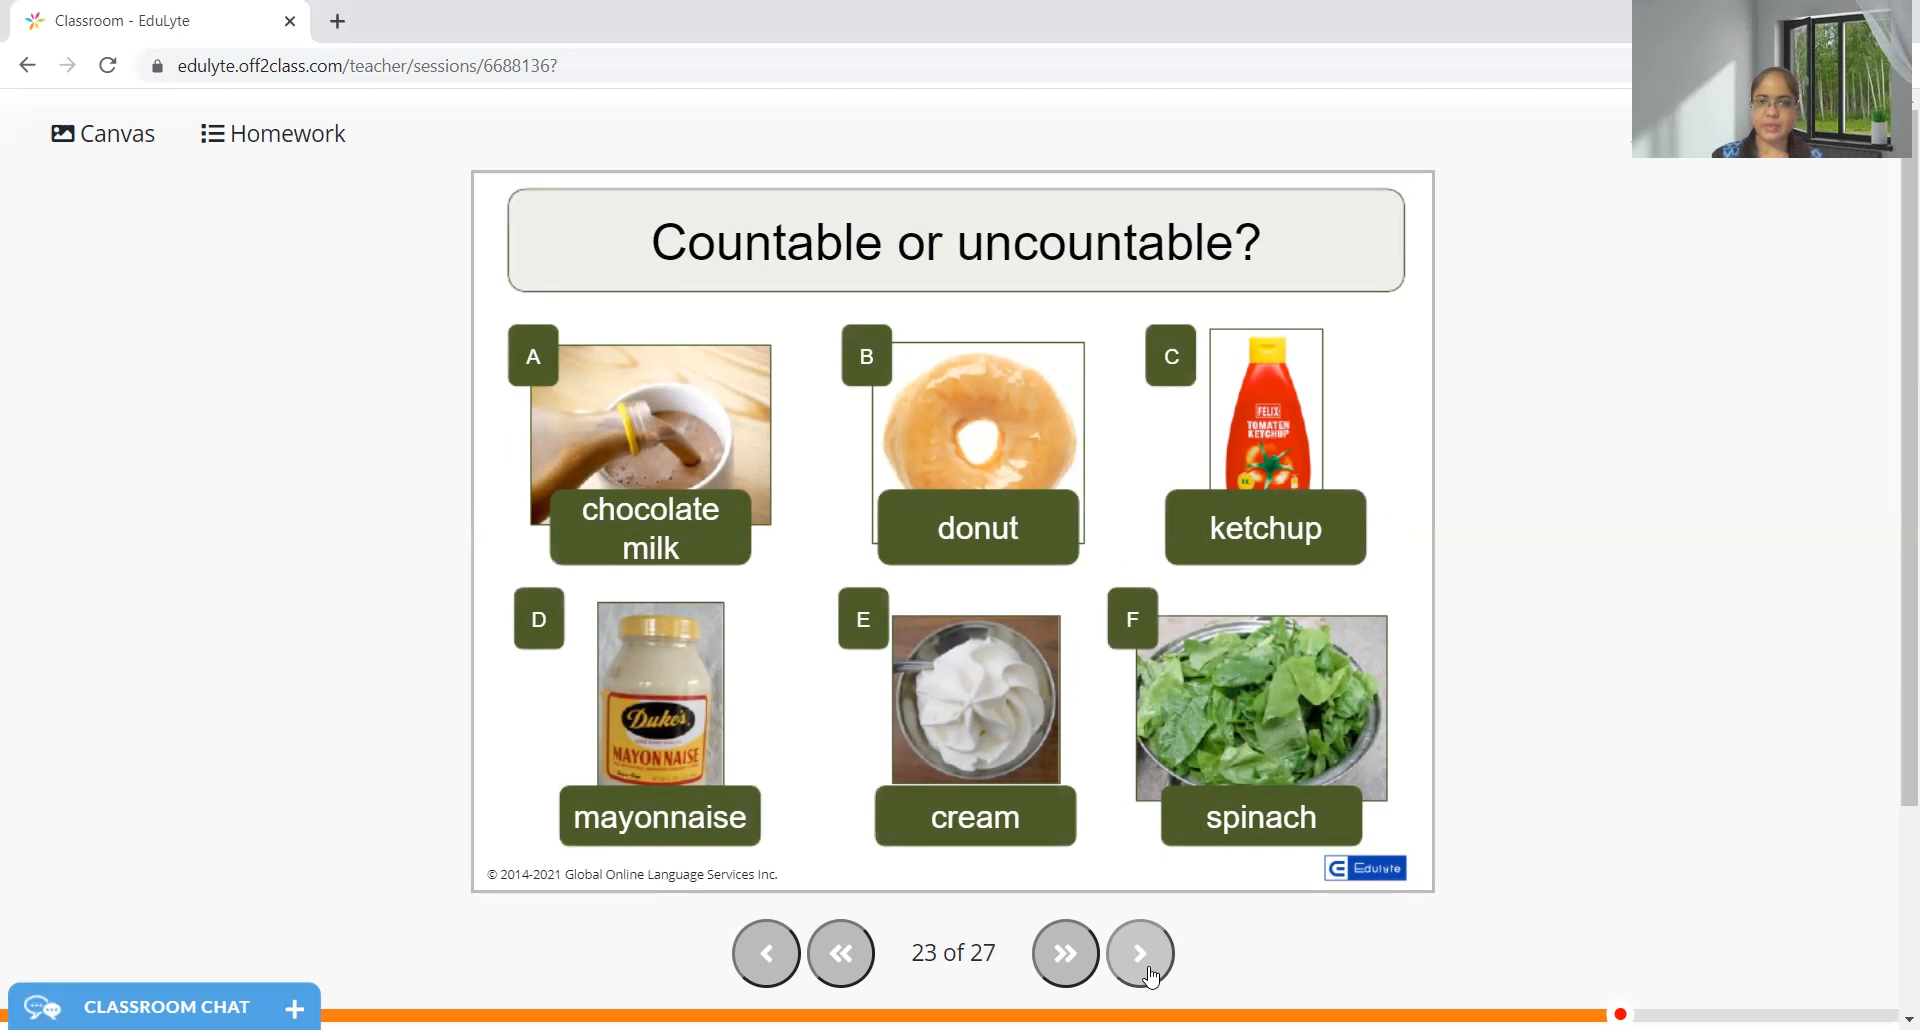 Classroom - EduLyte
edulyte.off2class.com/teacher/sessions/6688136?
Canvas
Homework
Countable or uncountable?
A
B
C
FELIX
TOMATEN
KETCHUP
chocolate
milk
donut
ketchup
D
E
F
Duke's
MAYONNAISE
mayonnaise
cream
spinach
© 2014-2021 Global Online Language Services Inc.
Edulyte
23 of 27
CLASSROOM CHAT